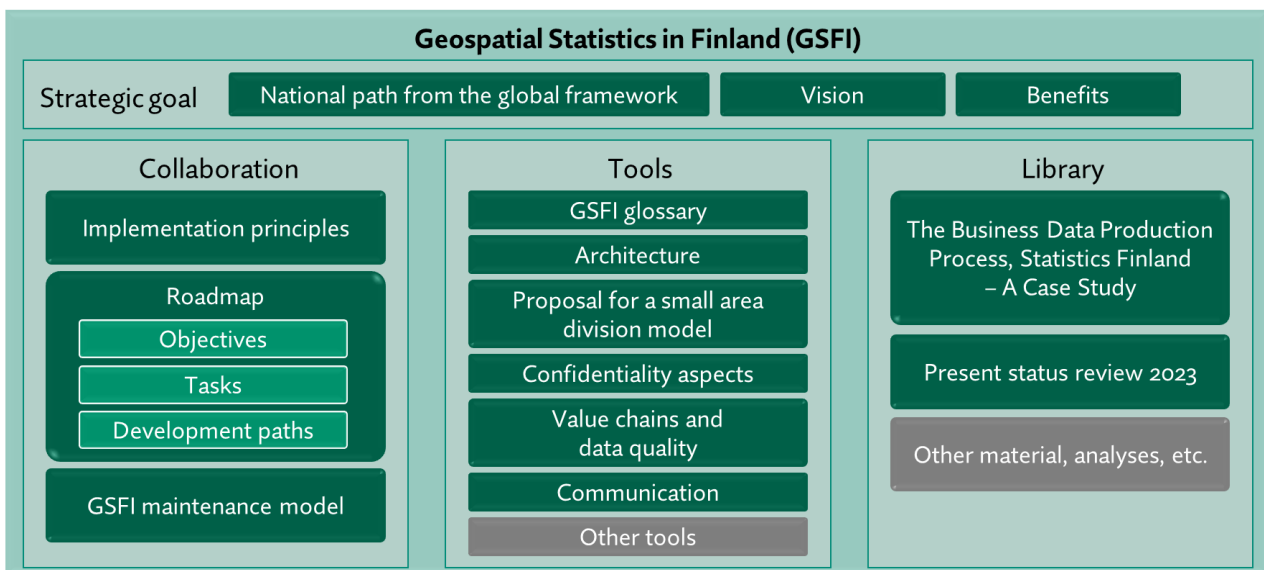 Geospatial Statistics in Finland (GSFI)
Strategic goal
National path from the global framework
Vision
Benefits
Collaboration
Implementation principles
Roadmap
Objectives
Tasks
Development paths
GSFI maintenance model
Tools
GSFI glossary
Architecture
Proposal for a small area
division model
Confidentiality aspects
Value chains and
data quality
Communication
Other tools
Library
The Business Data Production
Process, Statistics Finland
– A Case Study
Present status review 2023
Other material, analyses, etc.